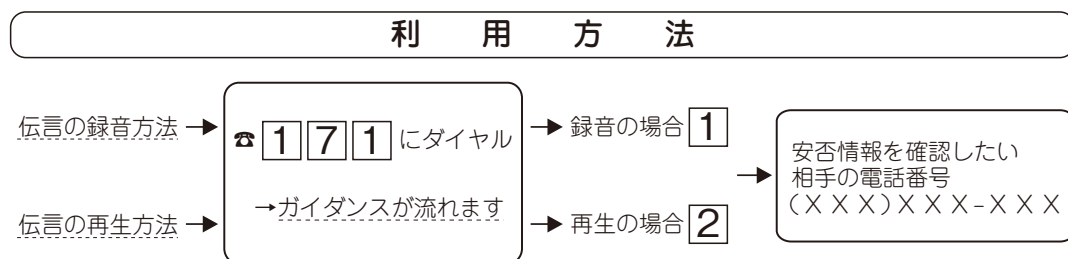 利用方法
伝言の録音方法→
☎171にダイヤル
→ガイダンスが流れます
→録音の場合1
伝言の再生方法→
→再生の場合2
→
安否情報を確認したい
相手の電話番号
(XXX)XXX-XXX